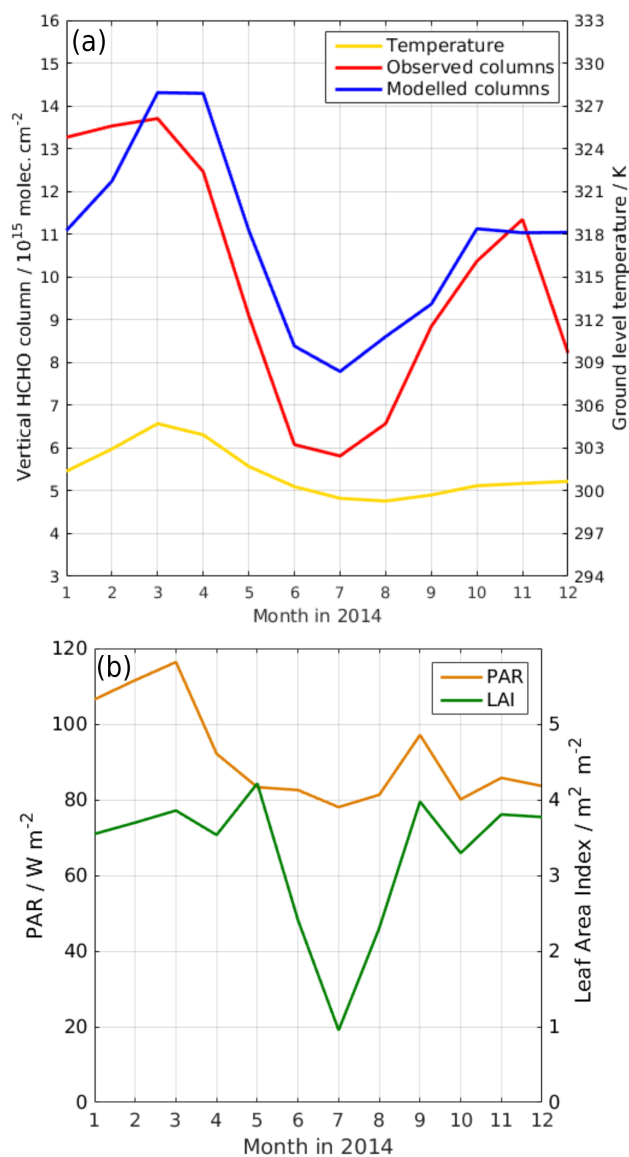 (a)
Temperature
Observed columns
Modelled columns
16
15
14
13
12
11
10
9
8
7
6
5
4
3
Vertical HCHO column / 10¹⁵ molec. cm⁻²
333
330
327
324
321
318
315
312
309
306
303
300
297
294
Ground level temperature / K
1 2 3 4 5 6 7 8 9 10 11 12
Month in 2014
(b)
PAR
LAI
120
100
80
60
40
20
0
PAR / W m⁻²
5
4
3
2
1
0
Leaf Area Index / m² m⁻²
1 2 3 4 5 6 7 8 9 10 11 12
Month in 2014